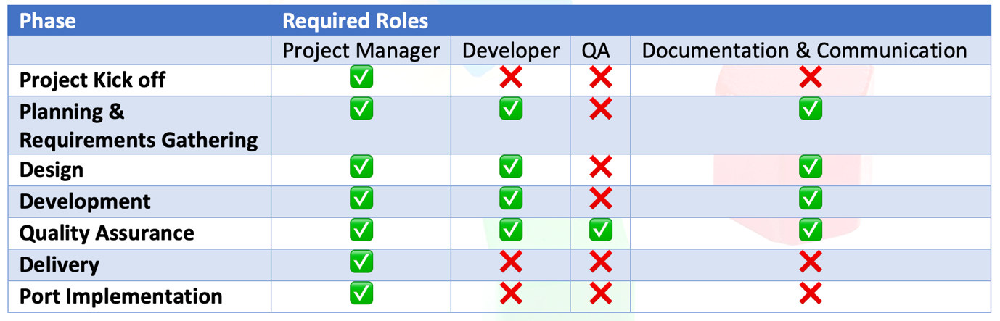 Phase Required Roles
Project Manager Developer QA Documentation & Communication
Project Kick off ✅ ❌ ❌ ❌
Planning & ✅ ✅ ❌ ✅
Requirements Gathering
Design ✅ ✅ ❌ ✅
Development ✅ ✅ ❌ ✅
Quality Assurance ✅ ✅ ✅ ✅
Delivery ✅ ❌ ❌ ❌
Port Implementation ✅ ❌ ❌ ❌